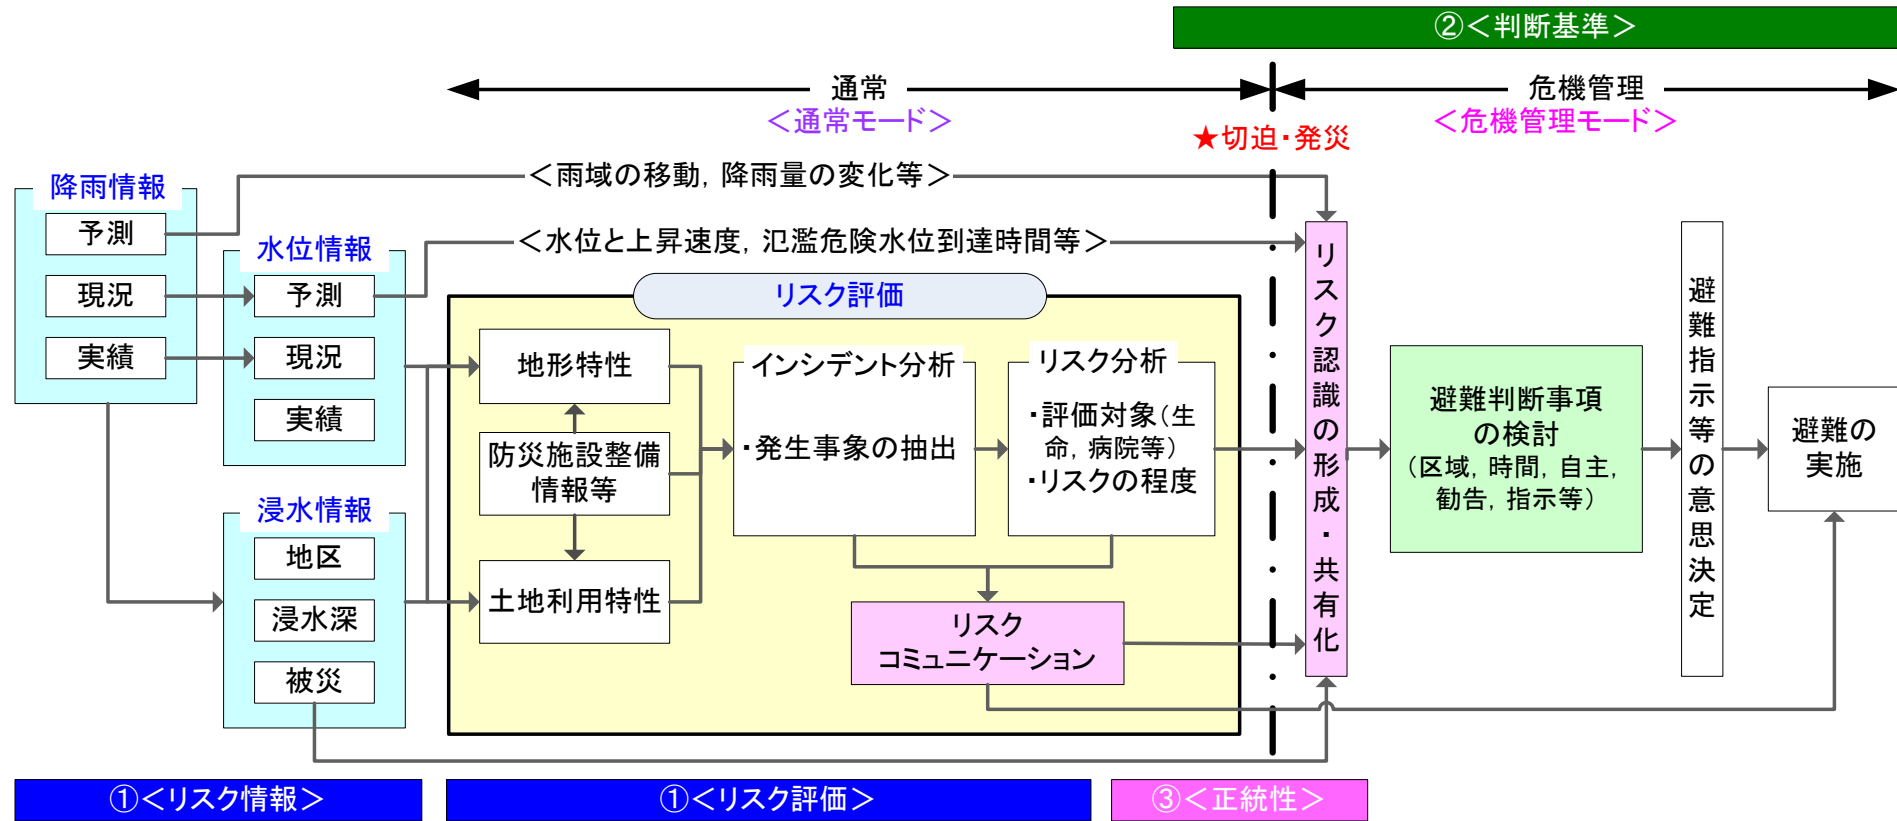 ②＜判断基準＞
通常
＜通常モード＞
危機管理
＜危機管理モード＞
★切迫・発災
降雨情報
予測
現況
実績
＜雨域の移動，降雨量の変化等＞
水位情報
予測
現況
実績
＜水位と上昇速度，氾濫危険水位到達時間等＞
浸水情報
地区
浸水深
被災
リスク評価
地形特性
防災施設整備
情報等
土地利用特性
インシデント分析
・発生事象の抽出
リスク分析
・評価対象（生
命，病院等）
・リスクの程度
リスク
コミュニケーション
リスク認識の形成・共有化
避難判断事項
の検討
（区域，時間，自主，
勧告，指示等）
避難指示等の意思決定
避難の
実施
①＜リスク情報＞
①＜リスク評価＞
③＜正統性＞